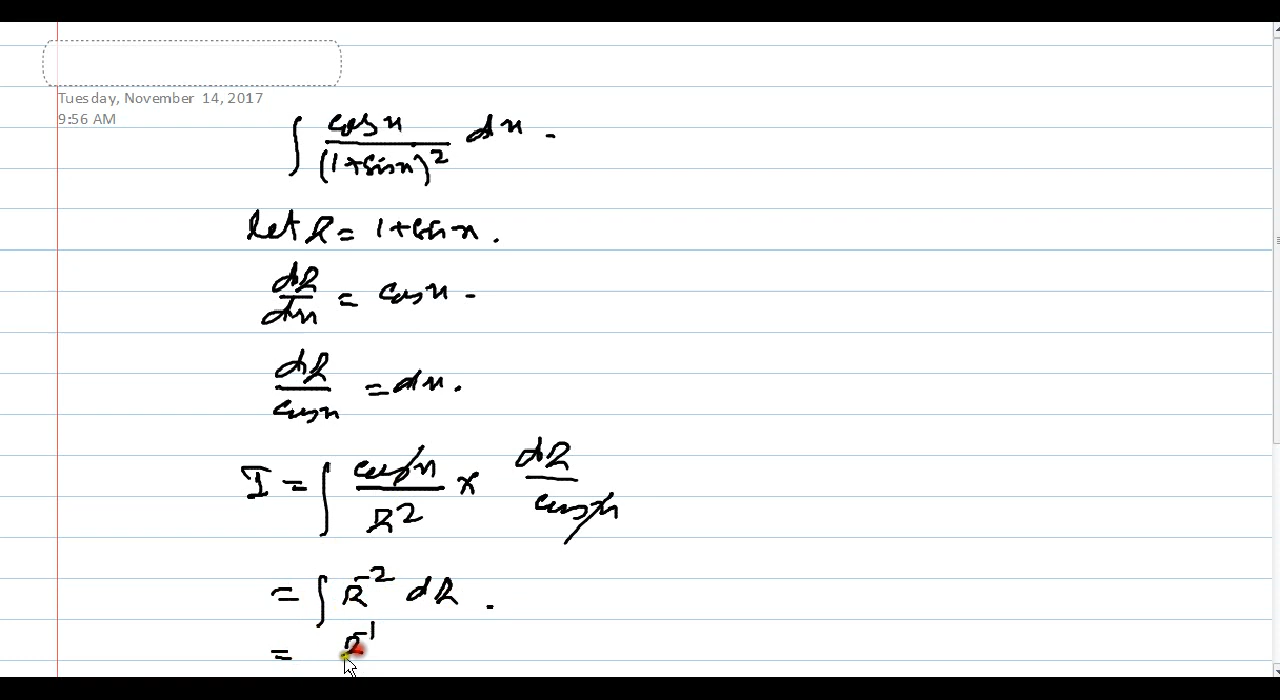 Tuesday, November 14, 2017
9:56 AM
∫ cos x / (1+sin x)² dx .
Let R = 1+sin x .
dR/dx = cos x .
dR/cos x = dx .
I = ∫ cos x / R² × dR / cos x
= ∫ R⁻² dR .
= R⁻¹